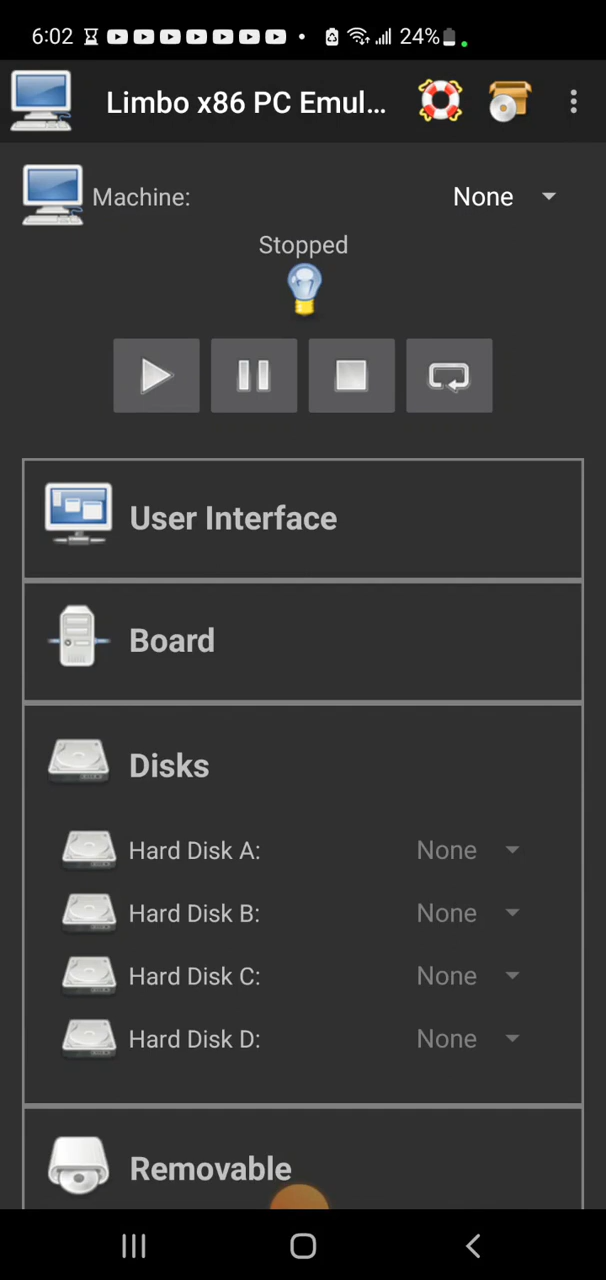 6:02 24%
Limbo x86 PC Emul...
Machine: None
Stopped
User Interface
Board
Disks
Hard Disk A: None
Hard Disk B: None
Hard Disk C: None
Hard Disk D: None
Removable